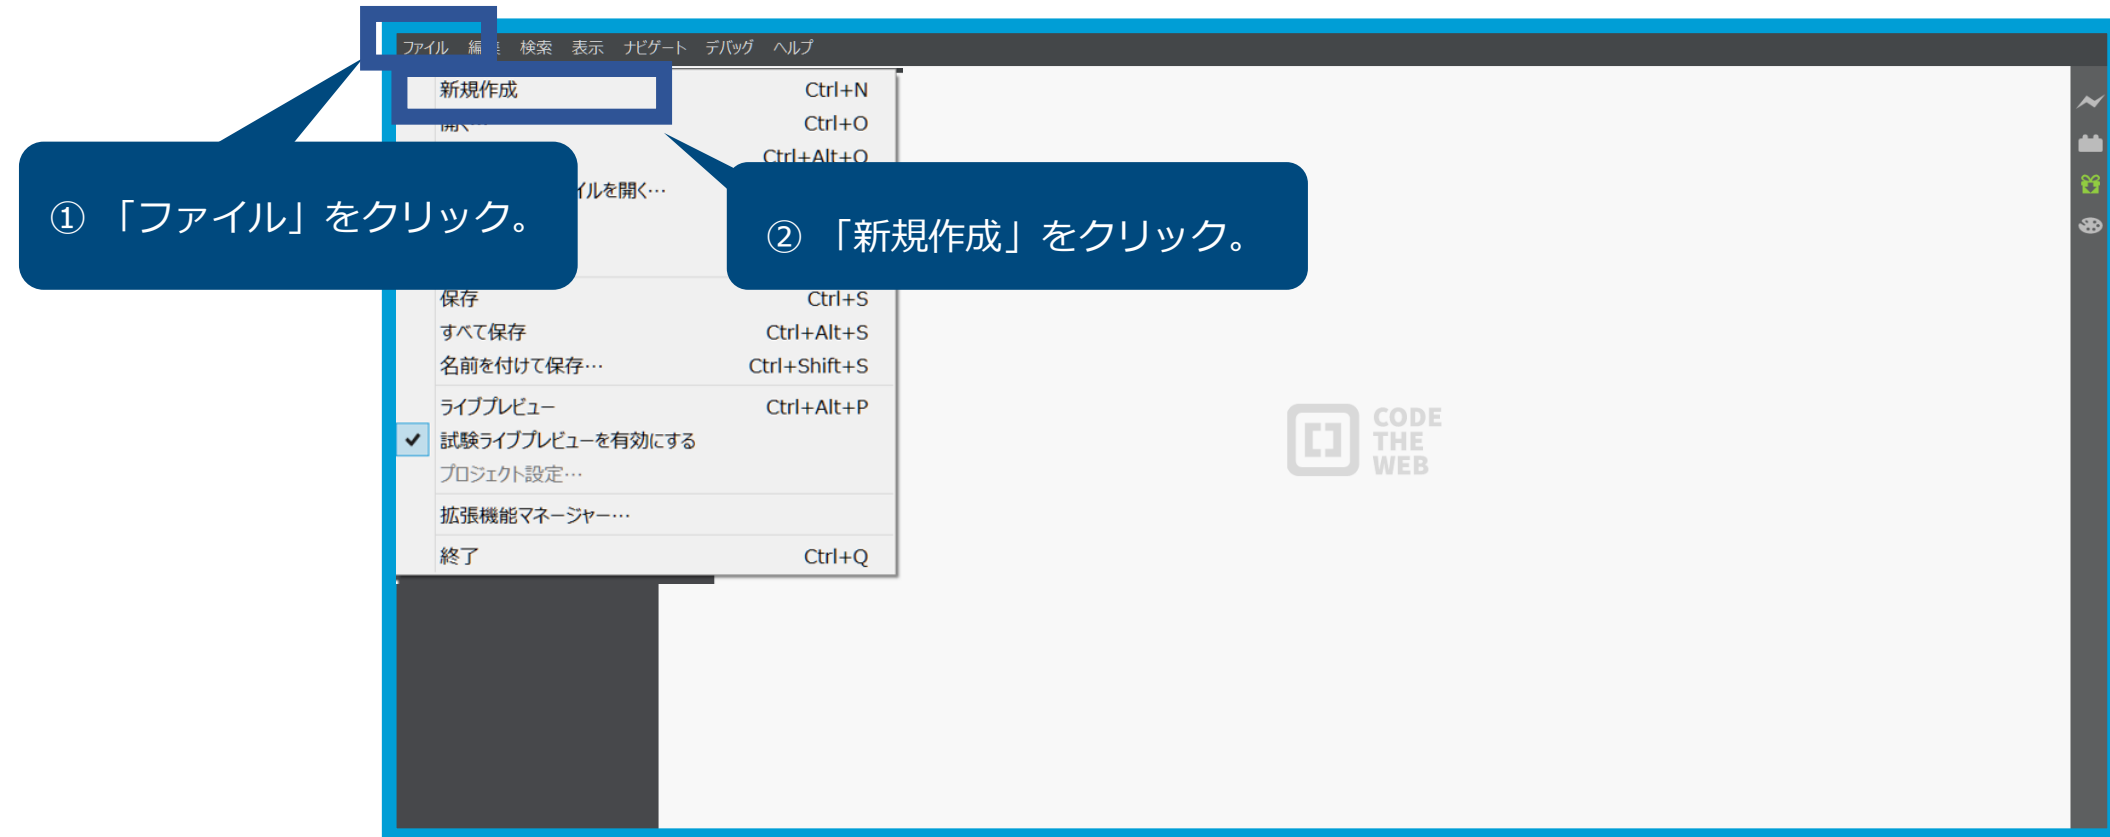 ファイル 編集 検索 表示 ナビゲート デバッグ ヘルプ
新規作成 Ctrl+N
開く… Ctrl+O
Ctrl+Alt+O
イルを開く…
① 「ファイル」をクリック。
② 「新規作成」をクリック。
保存 Ctrl+S
すべて保存 Ctrl+Alt+S
名前を付けて保存… Ctrl+Shift+S
ライブプレビュー Ctrl+Alt+P
試験ライブプレビューを有効にする
プロジェクト設定…
拡張機能マネージャー…
終了 Ctrl+Q
CODE
THE
WEB